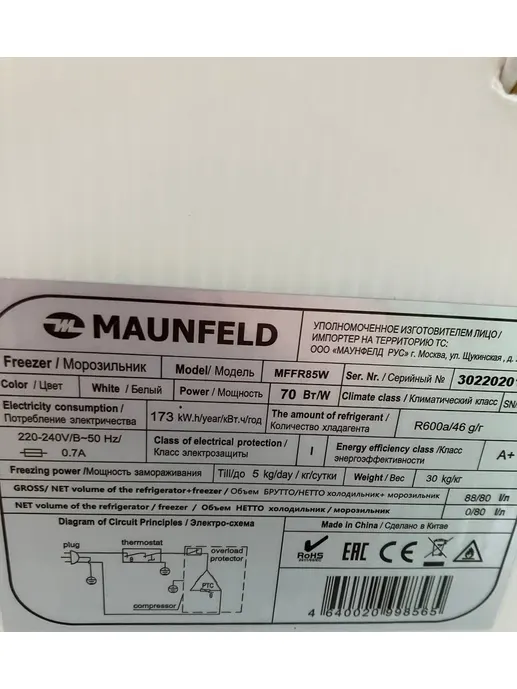 MAUNFELD
УПОЛНОМОЧЕННОЕ ИЗГОТОВИТЕЛЕМ ЛИЦО/
ИМПОРТЕР НА ТЕРРИТОРИЮ ТС:
ООО «МАУНФЕЛД РУС» г. Москва, ул. Щукинская , д.
Freezer / Морозильник Model/ Модель MFFR85W Ser. Nr. / Серийный № 30220201
Color / Цвет White / Белый Power / Мощность 70 Вт/W Climate class / Климатический класс SN/
Electricity consumption /
Потребление электричества
173 kW.h/year/кВт.ч/год
The amount of refrigerant /
Количество хладагента
R600a/46 g/г
220-240V/B~50 Hz/
0.7A
Class of electrical protection /
Класс электрозащиты
I
Energy efficiency class /Класс
энергоэффективности
A+
Freezing power /Мощность замораживания Till/до 5 kg/day / кг/сутки Weight / Вес 30 kg/кг
GROSS/ NET volume of the refrigerator+freezer / Объем БРУТТО/НЕТТО холодильник+ морозильник 88/80 l/л
NET volume of the refrigerator / freezer / Объем НЕТТО холодильник / морозильник 0/80 l/л
Diagram of Circuit Principles / Электро-схема
Made in China / Сделано в Китае
plug
thermostat
overload
protector
PTC
compressor
RoHS
EAC CE
4 640020 998565